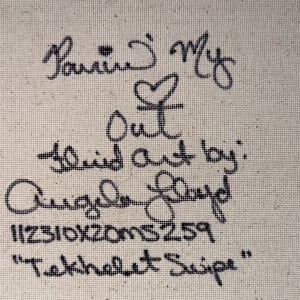 Pourin' My
♡
Out
Fluid Art by:
Angela Lloyd
112310X20MS259
"Tekhelet Swipe"